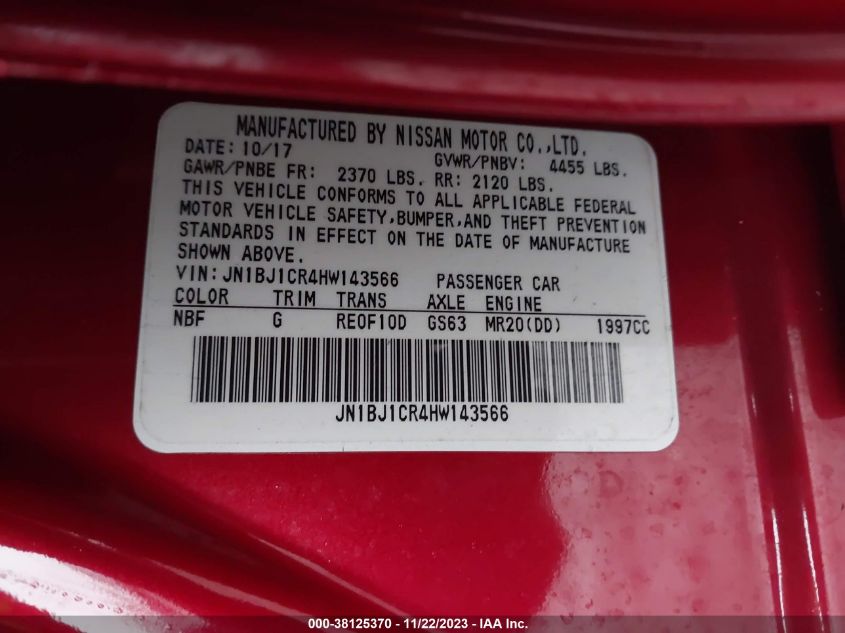 MANUFACTURED BY NISSAN MOTOR CO.,LTD.
DATE: 10/17 GVWR/PNBV: 4455 LBS.
GAWR/PNBE FR: 2370 LBS. RR: 2120 LBS.
THIS VEHICLE CONFORMS TO ALL APPLICABLE FEDERAL
MOTOR VEHICLE SAFETY,BUMPER,AND THEFT PREVENTION
STANDARDS IN EFFECT ON THE DATE OF MANUFACTURE
SHOWN ABOVE.
VIN: JN1BJ1CR4HW143566 PASSENGER CAR
COLOR TRIM TRANS AXLE ENGINE
NBF G RE0F10D GS63 MR20(DD) 1997CC
JN1BJ1CR4HW143566
000-38125370 - 11/22/2023 - IAA Inc.